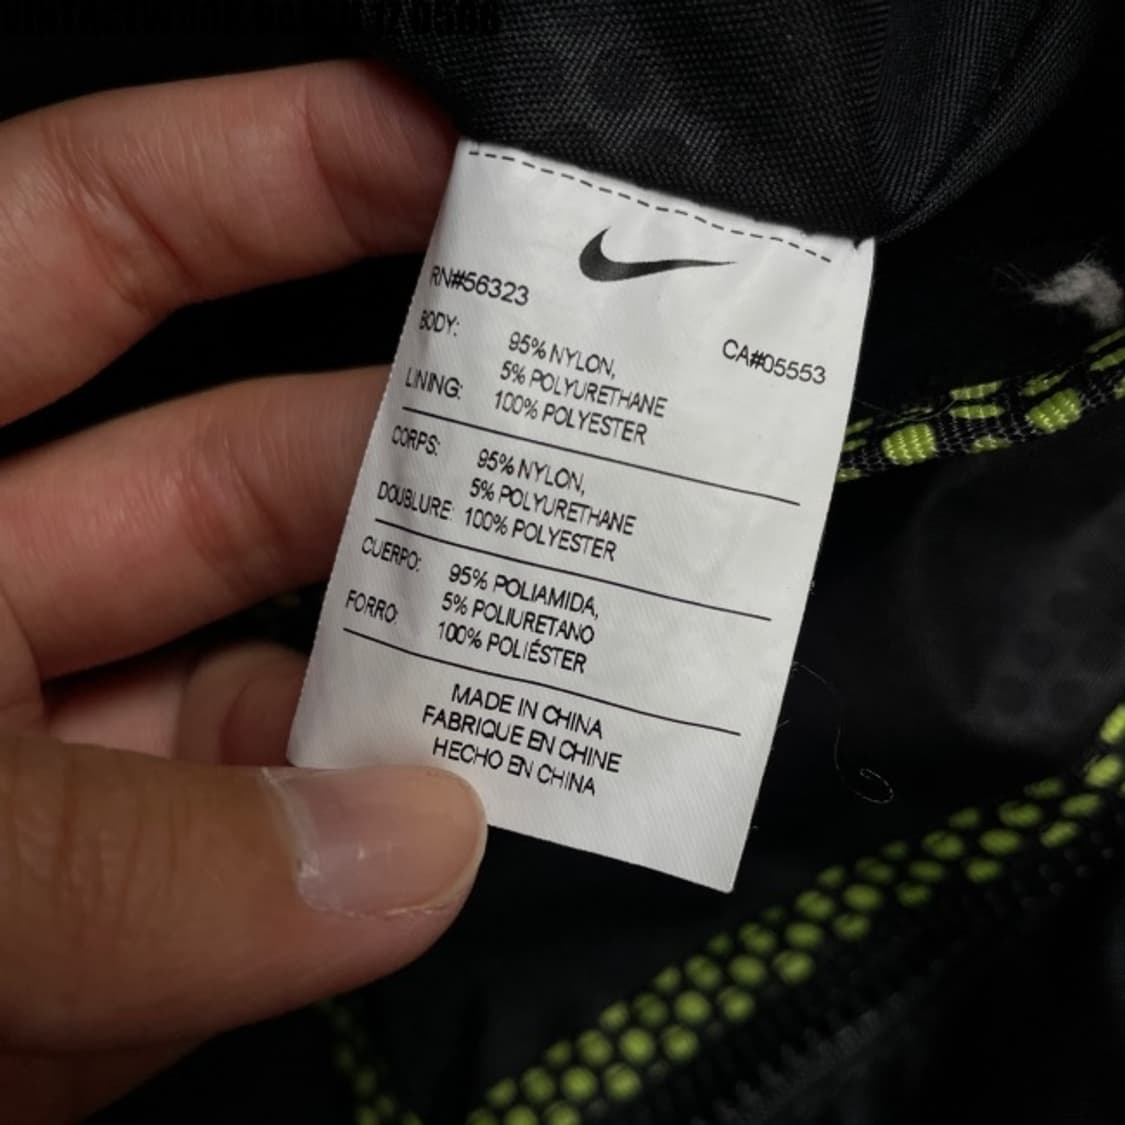 RN#56323
CA#05553
BODY: 95% NYLON,
5% POLYURETHANE
LINING: 100% POLYESTER
CORPS: 95% NYLON,
5% POLYURETHANE
DOUBLURE: 100% POLYESTER
CUERPO: 95% POLIAMIDA,
5% POLIURETANO
FORRO: 100% POLIÉSTER
MADE IN CHINA
FABRIQUE EN CHINE
HECHO EN CHINA